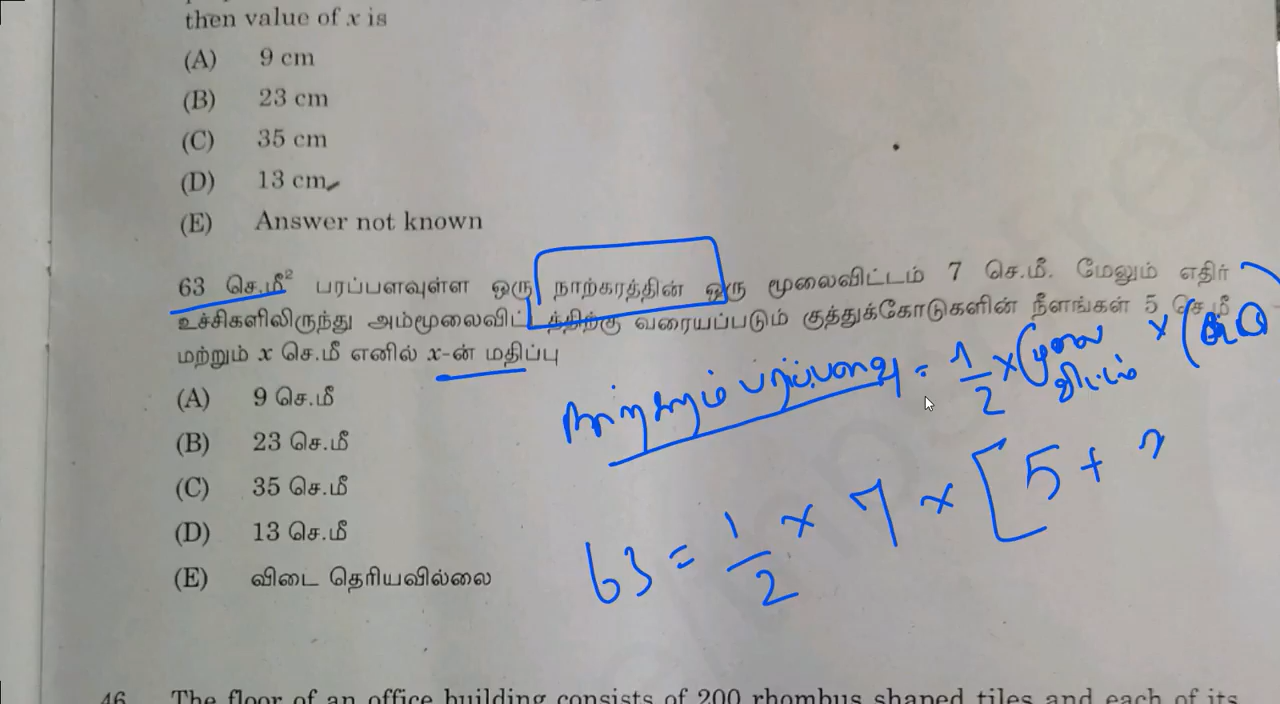 then value of x is
(A) 9 cm
(B) 23 cm
(C) 35 cm
(D) 13 cm
(E) Answer not known
63 செ.மீ² பரப்பளவுள்ள ஒரு நாற்கரத்தின் ஒரு மூலைவிட்டம் 7 செ.மீ. மேலும் எதிர்
உச்சிகளிலிருந்து அம்மூலைவிட்டத்திற்கு வரையப்படும் குத்துக்கோடுகளின் நீளங்கள் 5 செ.மீ
மற்றும் x செ.மீ எனில் x-ன் மதிப்பு
(A) 9 செ.மீ
(B) 23 செ.மீ
(C) 35 செ.மீ
(D) 13 செ.மீ
(E) விடை தெரியவில்லை
நாற்கரம் பரப்பளவு = 1/2 × (மூலை விட்டம் × (
63 = 1/2 × 7 × [5 +
46 The floor of an office building consists of 200 rhombus shaped tiles and each of its